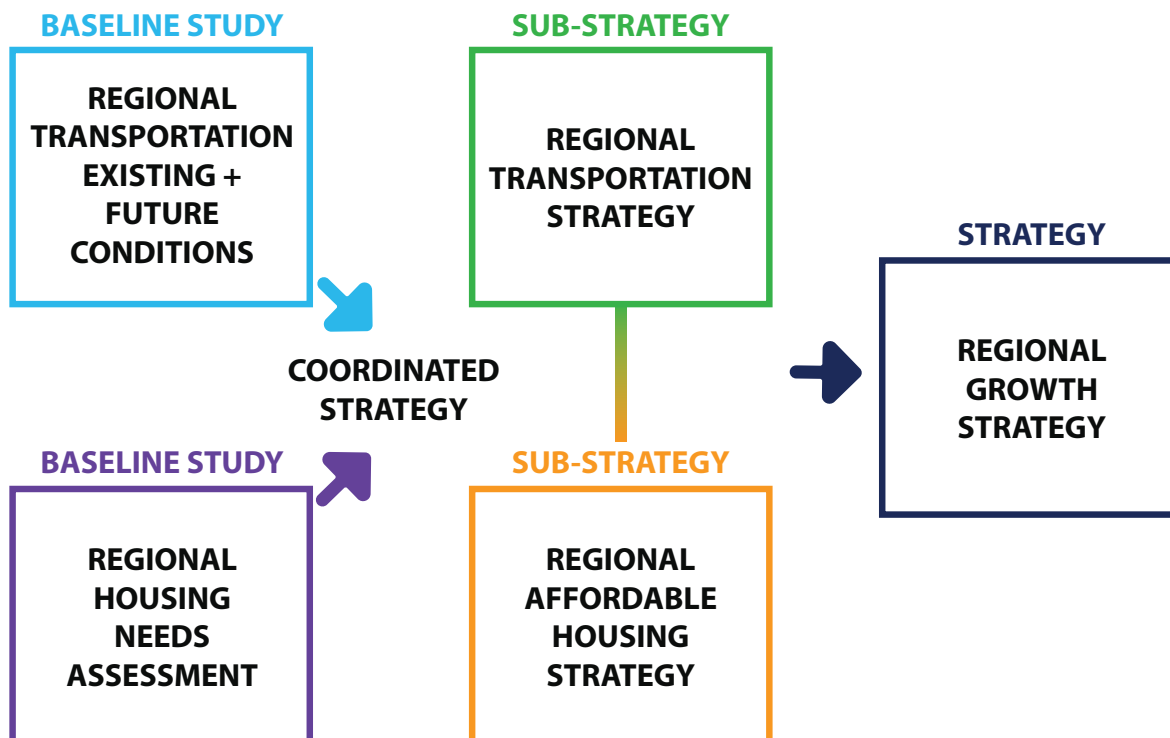 BASELINE STUDY
REGIONAL
TRANSPORTATION
EXISTING +
FUTURE
CONDITIONS
SUB-STRATEGY
REGIONAL
TRANSPORTATION
STRATEGY
COORDINATED
STRATEGY
BASELINE STUDY
REGIONAL
HOUSING
NEEDS
ASSESSMENT
SUB-STRATEGY
REGIONAL
AFFORDABLE
HOUSING
STRATEGY
STRATEGY
REGIONAL
GROWTH
STRATEGY